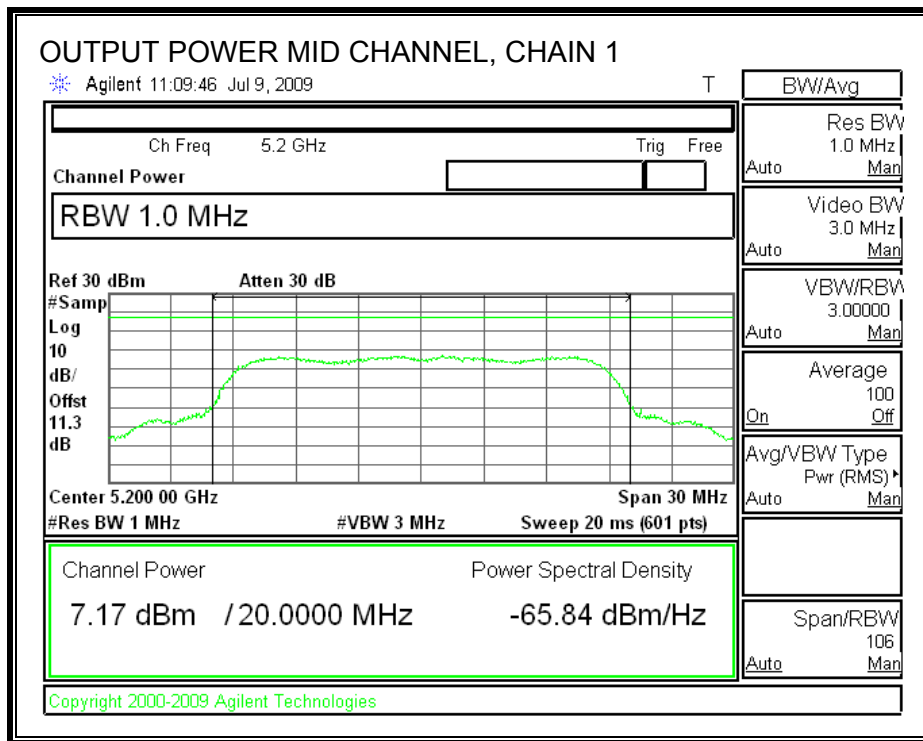 OUTPUT POWER MID CHANNEL, CHAIN 1
Agilent 11:09:46 Jul 9, 2009 T
BW/Avg
Ch Freq 5.2 GHz Trig Free
Channel Power
RBW 1.0 MHz
Ref 30 dBm Atten 30 dB
#Samp
Log
10
dB/
Offst
11.3
dB
Center 5.200 00 GHz Span 30 MHz
#Res BW 1 MHz #VBW 3 MHz Sweep 20 ms (601 pts)
Channel Power Power Spectral Density
7.17 dBm / 20.0000 MHz -65.84 dBm/Hz
Copyright 2000-2009 Agilent Technologies
Res BW
1.0 MHz
Auto Man
Video BW
3.0 MHz
Auto Man
VBW/RBW
3.00000
Auto Man
Average
100
On Off
Avg/VBW Type
Pwr (RMS)
Auto Man
Span/RBW
106
Auto Man